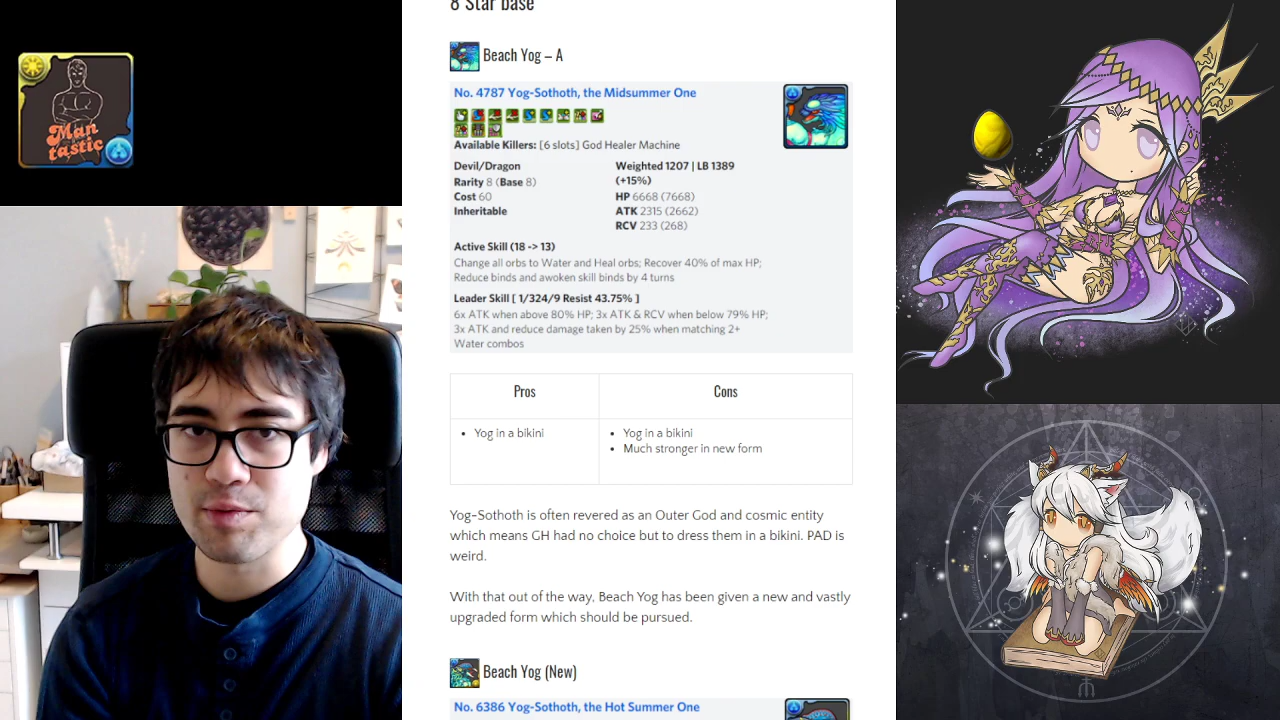 Man
tastic
8 Star base
Beach Yog – A
No. 4787 Yog-Sothoth, the Midsummer One
Available Killers: [6 slots] God Healer Machine
Devil/Dragon
Rarity 8 (Base 8)
Cost 60
Inheritable
Weighted 1207 | LB 1389
(+15%)
HP 6668 (7668)
ATK 2315 (2662)
RCV 233 (268)
Active Skill (18 -> 13)
Change all orbs to Water and Heal orbs; Recover 40% of max HP;
Reduce binds and awoken skill binds by 4 turns
Leader Skill [ 1/324/9 Resist 43.75% ]
6x ATK when above 80% HP; 3x ATK & RCV when below 79% HP;
3x ATK and reduce damage taken by 25% when matching 2+
Water combos
Pros
Cons
Yog in a bikini
Yog in a bikini
Much stronger in new form
Yog-Sothoth is often revered as an Outer God and cosmic entity
which means GH had no choice but to dress them in a bikini. PAD is
weird.
With that out of the way, Beach Yog has been given a new and vastly
upgraded form which should be pursued.
Beach Yog (New)
No. 6386 Yog-Sothoth, the Hot Summer One